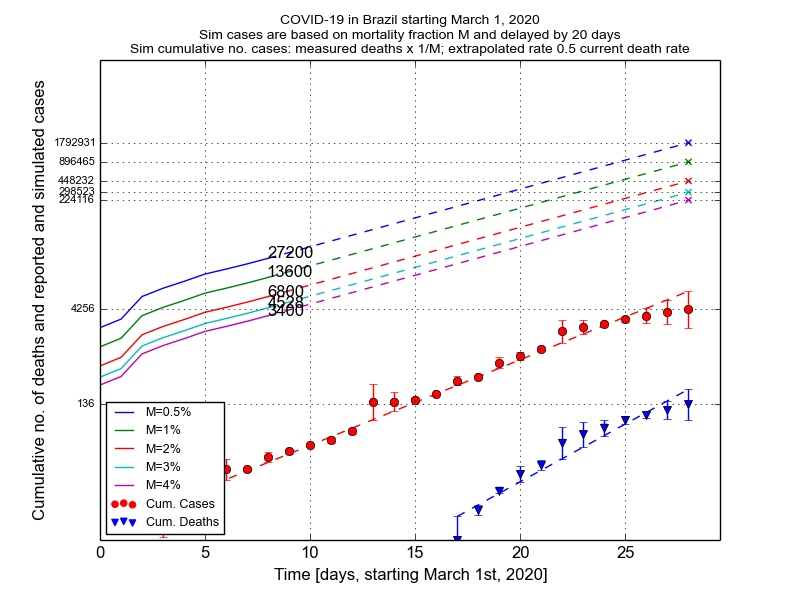 COVID-19 in Brazil starting March 1, 2020
Sim cases are based on mortality fraction M and delayed by 20 days
Sim cumulative no. cases: measured deaths x 1/M; extrapolated rate 0.5 current death rate
Cumulative no. of deaths and reported and simulated cases
1792931
896465
448232
298523
224116
4256
136
27200
13600
6800
4528
3400
M=0.5%
M=1%
M=2%
M=3%
M=4%
Cum. Cases
Cum. Deaths
0 5 10 15 20 25
Time [days, starting March 1st, 2020]